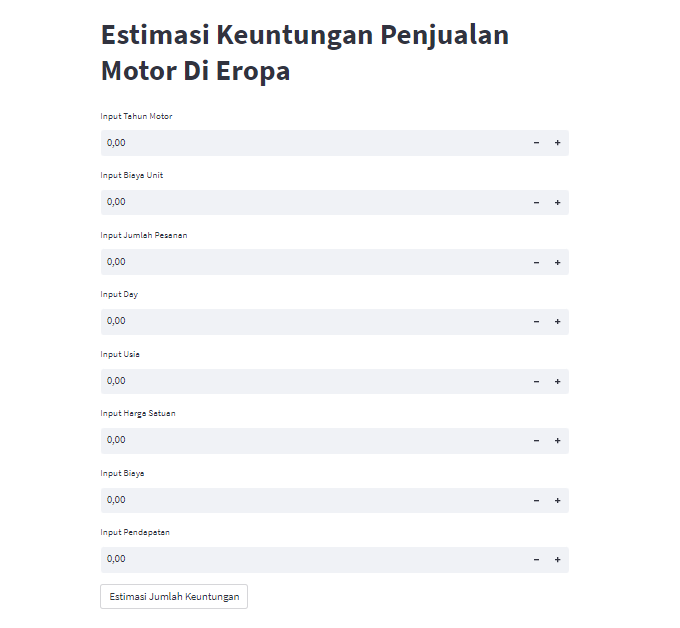 Estimasi Keuntungan Penjualan
Motor Di Eropa
Input Tahun Motor
0,00 − +
Input Biaya Unit
0,00 − +
Input Jumlah Pesanan
0,00 − +
Input Day
0,00 − +
Input Usia
0,00 − +
Input Harga Satuan
0,00 − +
Input Biaya
0,00 − +
Input Pendapatan
0,00 − +
Estimasi Jumlah Keuntungan